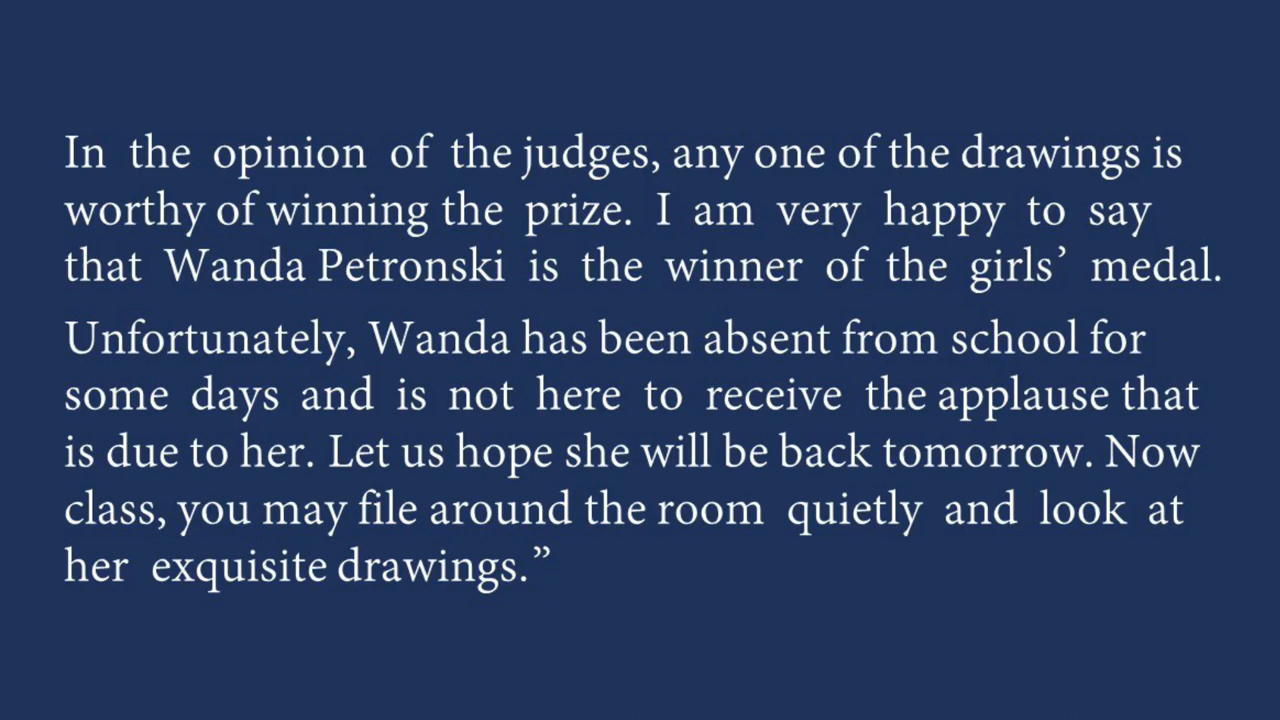 In the opinion of the judges, any one of the drawings is
worthy of winning the prize. I am very happy to say
that Wanda Petronski is the winner of the girls’ medal.
Unfortunately, Wanda has been absent from school for
some days and is not here to receive the applause that
is due to her. Let us hope she will be back tomorrow. Now
class, you may file around the room quietly and look at
her exquisite drawings.”